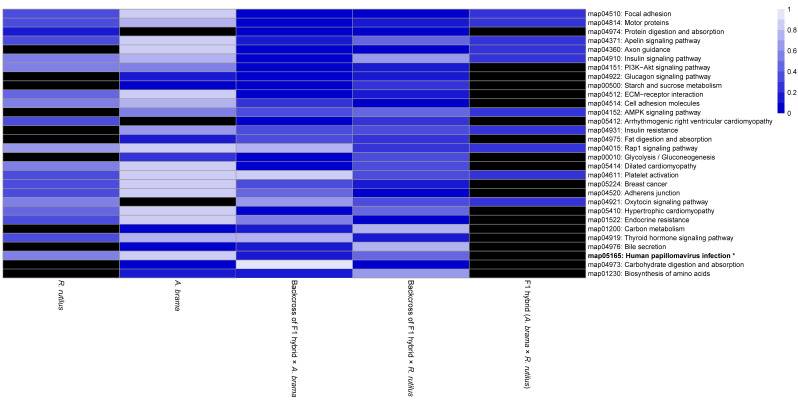 map04510: Focal adhesion
map04814: Motor proteins
map04974: Protein digestion and absorption
map04371: Apelin signaling pathway
map04360: Axon guidance
map04910: Insulin signaling pathway
map04151: PI3K−Akt signaling pathway
map04922: Glucagon signaling pathway
map00500: Starch and sucrose metabolism
map04512: ECM−receptor interaction
map04514: Cell adhesion molecules
map04152: AMPK signaling pathway
map05412: Arrhythmogenic right ventricular cardiomyopathy
map04931: Insulin resistance
map04975: Fat digestion and absorption
map04015: Rap1 signaling pathway
map00010: Glycolysis / Gluconeogenesis
map05414: Dilated cardiomyopathy
map04611: Platelet activation
map05224: Breast cancer
map04520: Adherens junction
map04921: Oxytocin signaling pathway
map05410: Hypertrophic cardiomyopathy
map01522: Endocrine resistance
map01200: Carbon metabolism
map04919: Thyroid hormone signaling pathway
map04976: Bile secretion
map05165: Human papillomavirus infection *
map04973: Carbohydrate digestion and absorption
map01230: Biosynthesis of amino acids
1
0.8
0.6
0.4
0.2
0
R. rutilus
A. brama
Backcross of F1 hybrid × A. brama
Backcross of F1 hybrid × R. rutilus
F1 hybrid (A. brama × R. rutilus)